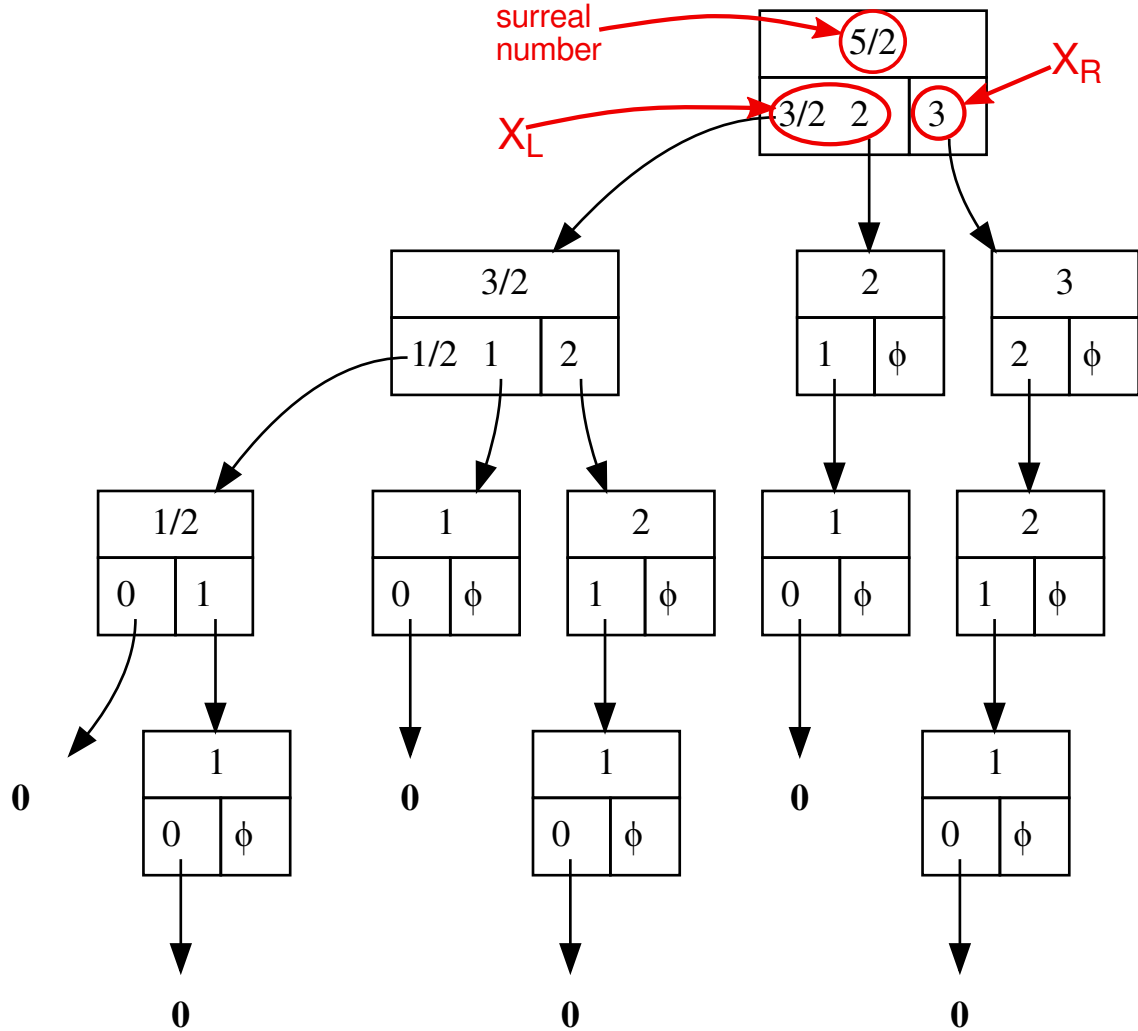 surreal
number
5/2
X_R
3/2 2 3
X_L
3/2 2 3
1/2 1 2 1 ϕ 2 ϕ
1/2 1 2 1 2
0 1 0 ϕ 1 ϕ 0 ϕ 1 ϕ
1 1 1
0 0 0
0 ϕ 0 ϕ 0 ϕ
0 0 0